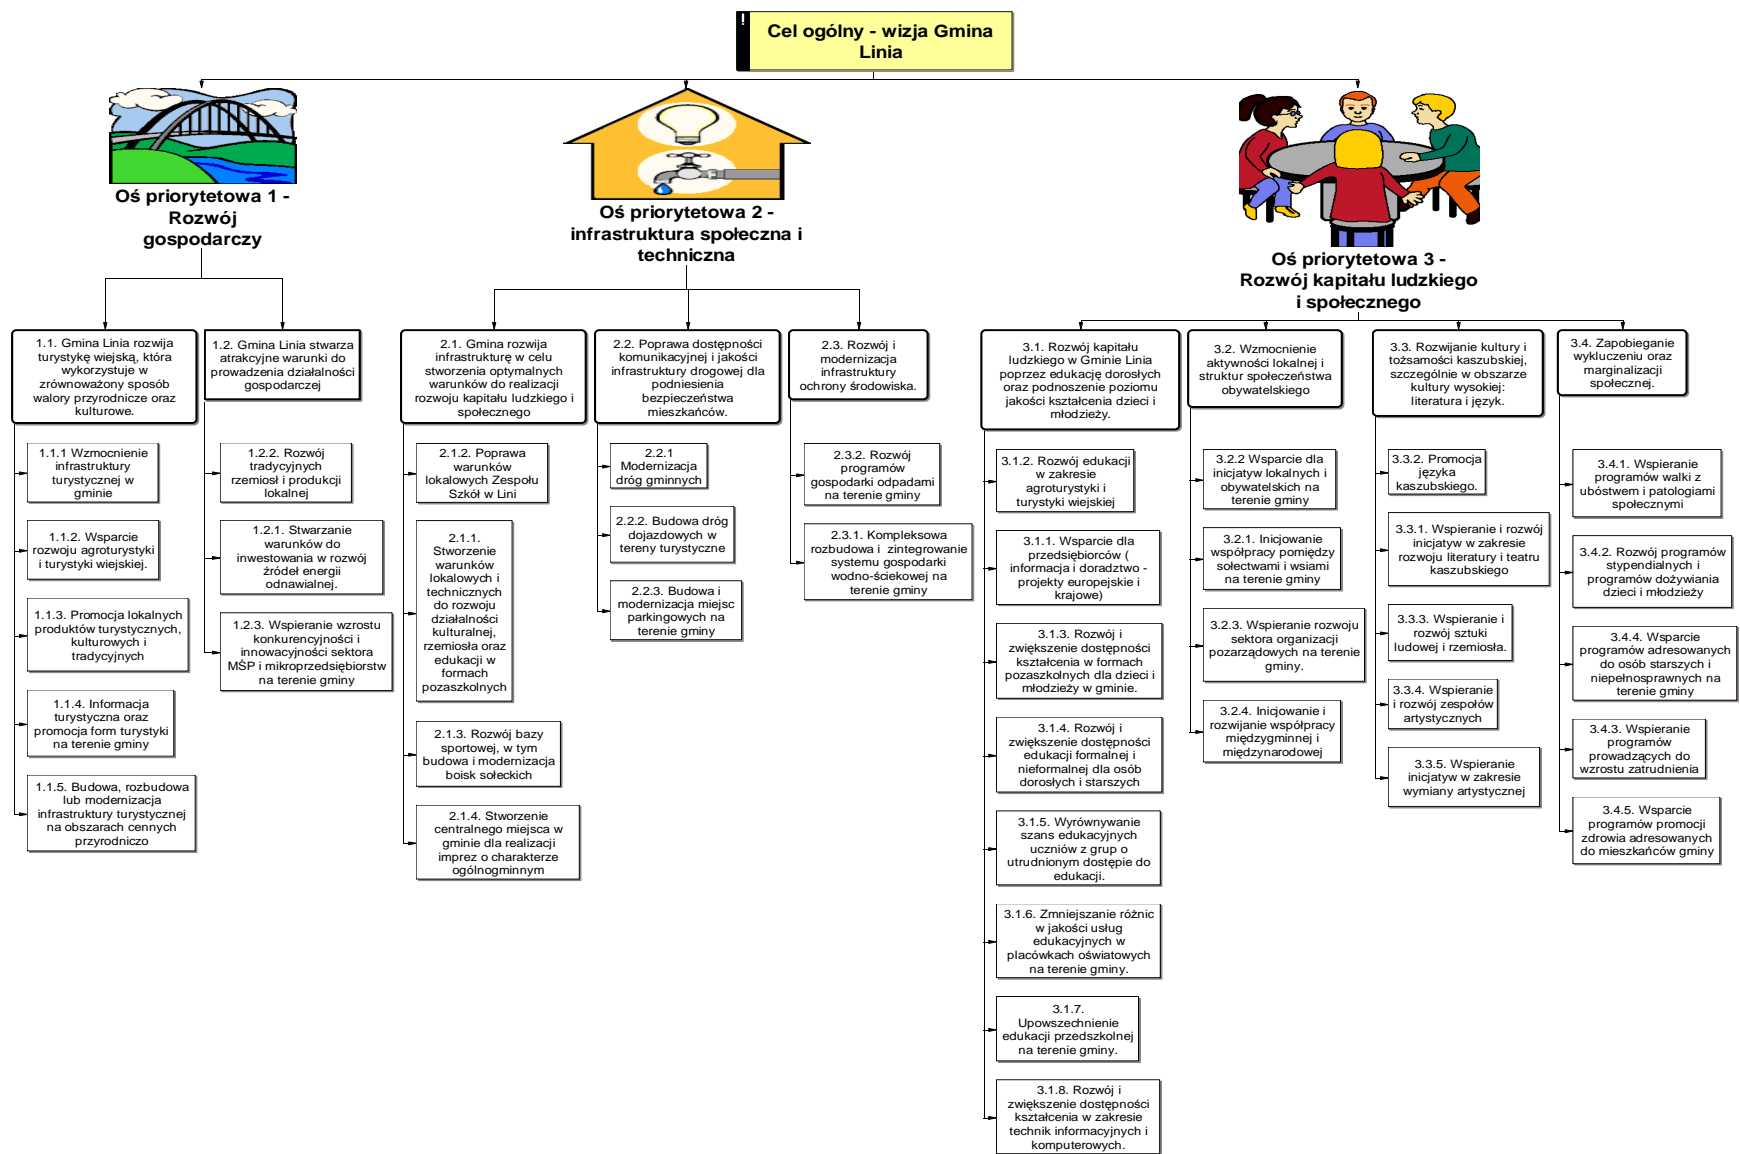 !
Cel ogólny - wizja Gmina
Linia
Oś priorytetowa 1 -
Rozwój
gospodarczy
Oś priorytetowa 2 -
infrastruktura społeczna i
techniczna
Oś priorytetowa 3 -
Rozwój kapitału ludzkiego
i społecznego
1.1. Gmina Linia rozwija
turystykę wiejską, która
wykorzystuje w
zrównoważony sposób
walory przyrodnicze oraz
kulturowe.
1.1.1 Wzmocnienie
infrastruktury
turystycznej w
gminie
1.1.2. Wsparcie
rozwoju agroturystyki
i turystyki wiejskiej.
1.1.3. Promocja lokalnych
produktów turystycznych,
kulturowych i
tradycyjnych
1.1.4. Informacja
turystyczna oraz
promocja form turystyki
na terenie gminy
1.1.5. Budowa, rozbudowa
lub modernizacja
infrastruktury turystycznej
na obszarach cennych
przyrodniczo
1.2. Gmina Linia stwarza
atrakcyjne warunki do
prowadzenia działalności
gospodarczej
1.2.2. Rozwój
tradycyjnych
rzemiosł i produkcji
lokalnej
1.2.1. Stwarzanie
warunków do
inwestowania w rozwój
źródeł energii
odnawialnej.
1.2.3. Wspieranie wzrostu
konkurencyjności i
innowacyjności sektora
MŚP i mikroprzedsiębiorstw
na terenie gminy
2.1. Gmina rozwija
infrastrukturę w celu
stworzenia optymalnych
warunków do realizacji
rozwoju kapitału ludzkiego i
społecznego
2.1.2. Poprawa
warunków
lokalowych Zespołu
Szkół w Lini
2.1.1.
Stworzenie
warunków
lokalowych i
technicznych
do rozwoju
działalności
kulturalnej,
rzemiosła oraz
edukacji w
formach
pozaszkolnych
2.1.3. Rozwój bazy
sportowej, w tym
budowa i modernizacja
boisk sołeckich
2.1.4. Stworzenie
centralnego miejsca w
gminie dla realizacji
imprez o charakterze
ogólnogminnym
2.2. Poprawa dostępności
komunikacyjnej i jakości
infrastruktury drogowej dla
podniesienia
bezpieczeństwa
mieszkańców.
2.2.1
Modernizacja
dróg gminnych
2.2.2. Budowa dróg
dojazdowych w
tereny turystyczne
2.2.3. Budowa i
modernizacja miejsc
parkingowych na
terenie gminy
2.3. Rozwój i
modernizacja
infrastruktury
ochrony środowiska.
2.3.2. Rozwój
programów
gospodarki odpadami
na terenie gminy
2.3.1. Kompleksowa
rozbudowa i zintegrowanie
systemu gospodarki
wodno-ściekowej na
terenie gminy
3.1. Rozwój kapitału
ludzkiego w Gminie Linia
poprzez edukację dorosłych
oraz podnoszenie poziomu
jakości kształcenia dzieci i
młodzieży.
3.1.2. Rozwój edukacji
w zakresie
agroturystyki i
turystyki wiejskiej
3.1.1. Wsparcie dla
przedsiębiorców (
informacja i doradztwo -
projekty europejskie i
krajowe)
3.1.3. Rozwój i
zwiększenie dostępności
kształcenia w formach
pozaszkolnych dla dzieci i
młodzieży w gminie.
3.1.4. Rozwój i
zwiększenie dostępności
edukacji formalnej i
nieformalnej dla osób
dorosłych i starszych
3.1.5. Wyrównywanie
szans edukacyjnych
uczniów z grup o
utrudnionym dostępie do
edukacji.
3.1.6. Zmniejszanie różnic
w jakości usług
edukacyjnych w
placówkach oświatowych
na terenie gminy.
3.1.7.
Upowszechnienie
edukacji przedszkolnej
na terenie gminy.
3.1.8. Rozwój i
zwiększenie dostępności
kształcenia w zakresie
technik informacyjnych i
komputerowych.
3.2. Wzmocnienie
aktywności lokalnej i
struktur społeczeństwa
obywatelskiego
3.2.2 Wsparcie dla
inicjatyw lokalnych i
obywatelskich na
terenie gminy
3.2.1. Inicjowanie
współpracy pomiędzy
sołectwami i wsiami
na terenie gminy
3.2.3. Wspieranie rozwoju
sektora organizacji
pozarządowych na terenie
gminy.
3.2.4. Inicjowanie i
rozwijanie współpracy
międzygminnej i
międzynarodowej
3.3. Rozwijanie kultury i
tożsamości kaszubskiej,
szczególnie w obszarze
kultury wysokiej:
literatura i język.
3.3.2. Promocja
języka
kaszubskiego.
3.3.1. Wspieranie i rozwój
inicjatyw w zakresie
rozwoju literatury i teatru
kaszubskiego
3.3.3. Wspieranie i
rozwój sztuki
ludowej i rzemiosła.
3.3.4. Wspieranie
i rozwój zespołów
artystycznych
3.3.5. Wspieranie
inicjatyw w zakresie
wymiany artystycznej
3.4. Zapobieganie
wykluczeniu oraz
marginalizacji
społecznej.
3.4.1. Wspieranie
programów walki z
ubóstwem i patologiami
społecznymi
3.4.2. Rozwój programów
stypendialnych i
programów dożywiania
dzieci i młodzieży
3.4.4. Wsparcie
programów adresowanych
do osób starszych i
niepełnosprawnych na
terenie gminy
3.4.3. Wspieranie
programów
prowadzących do
wzrostu zatrudnienia
3.4.5. Wsparcie
programów promocji
zdrowia adresowanych
do mieszkańców gminy